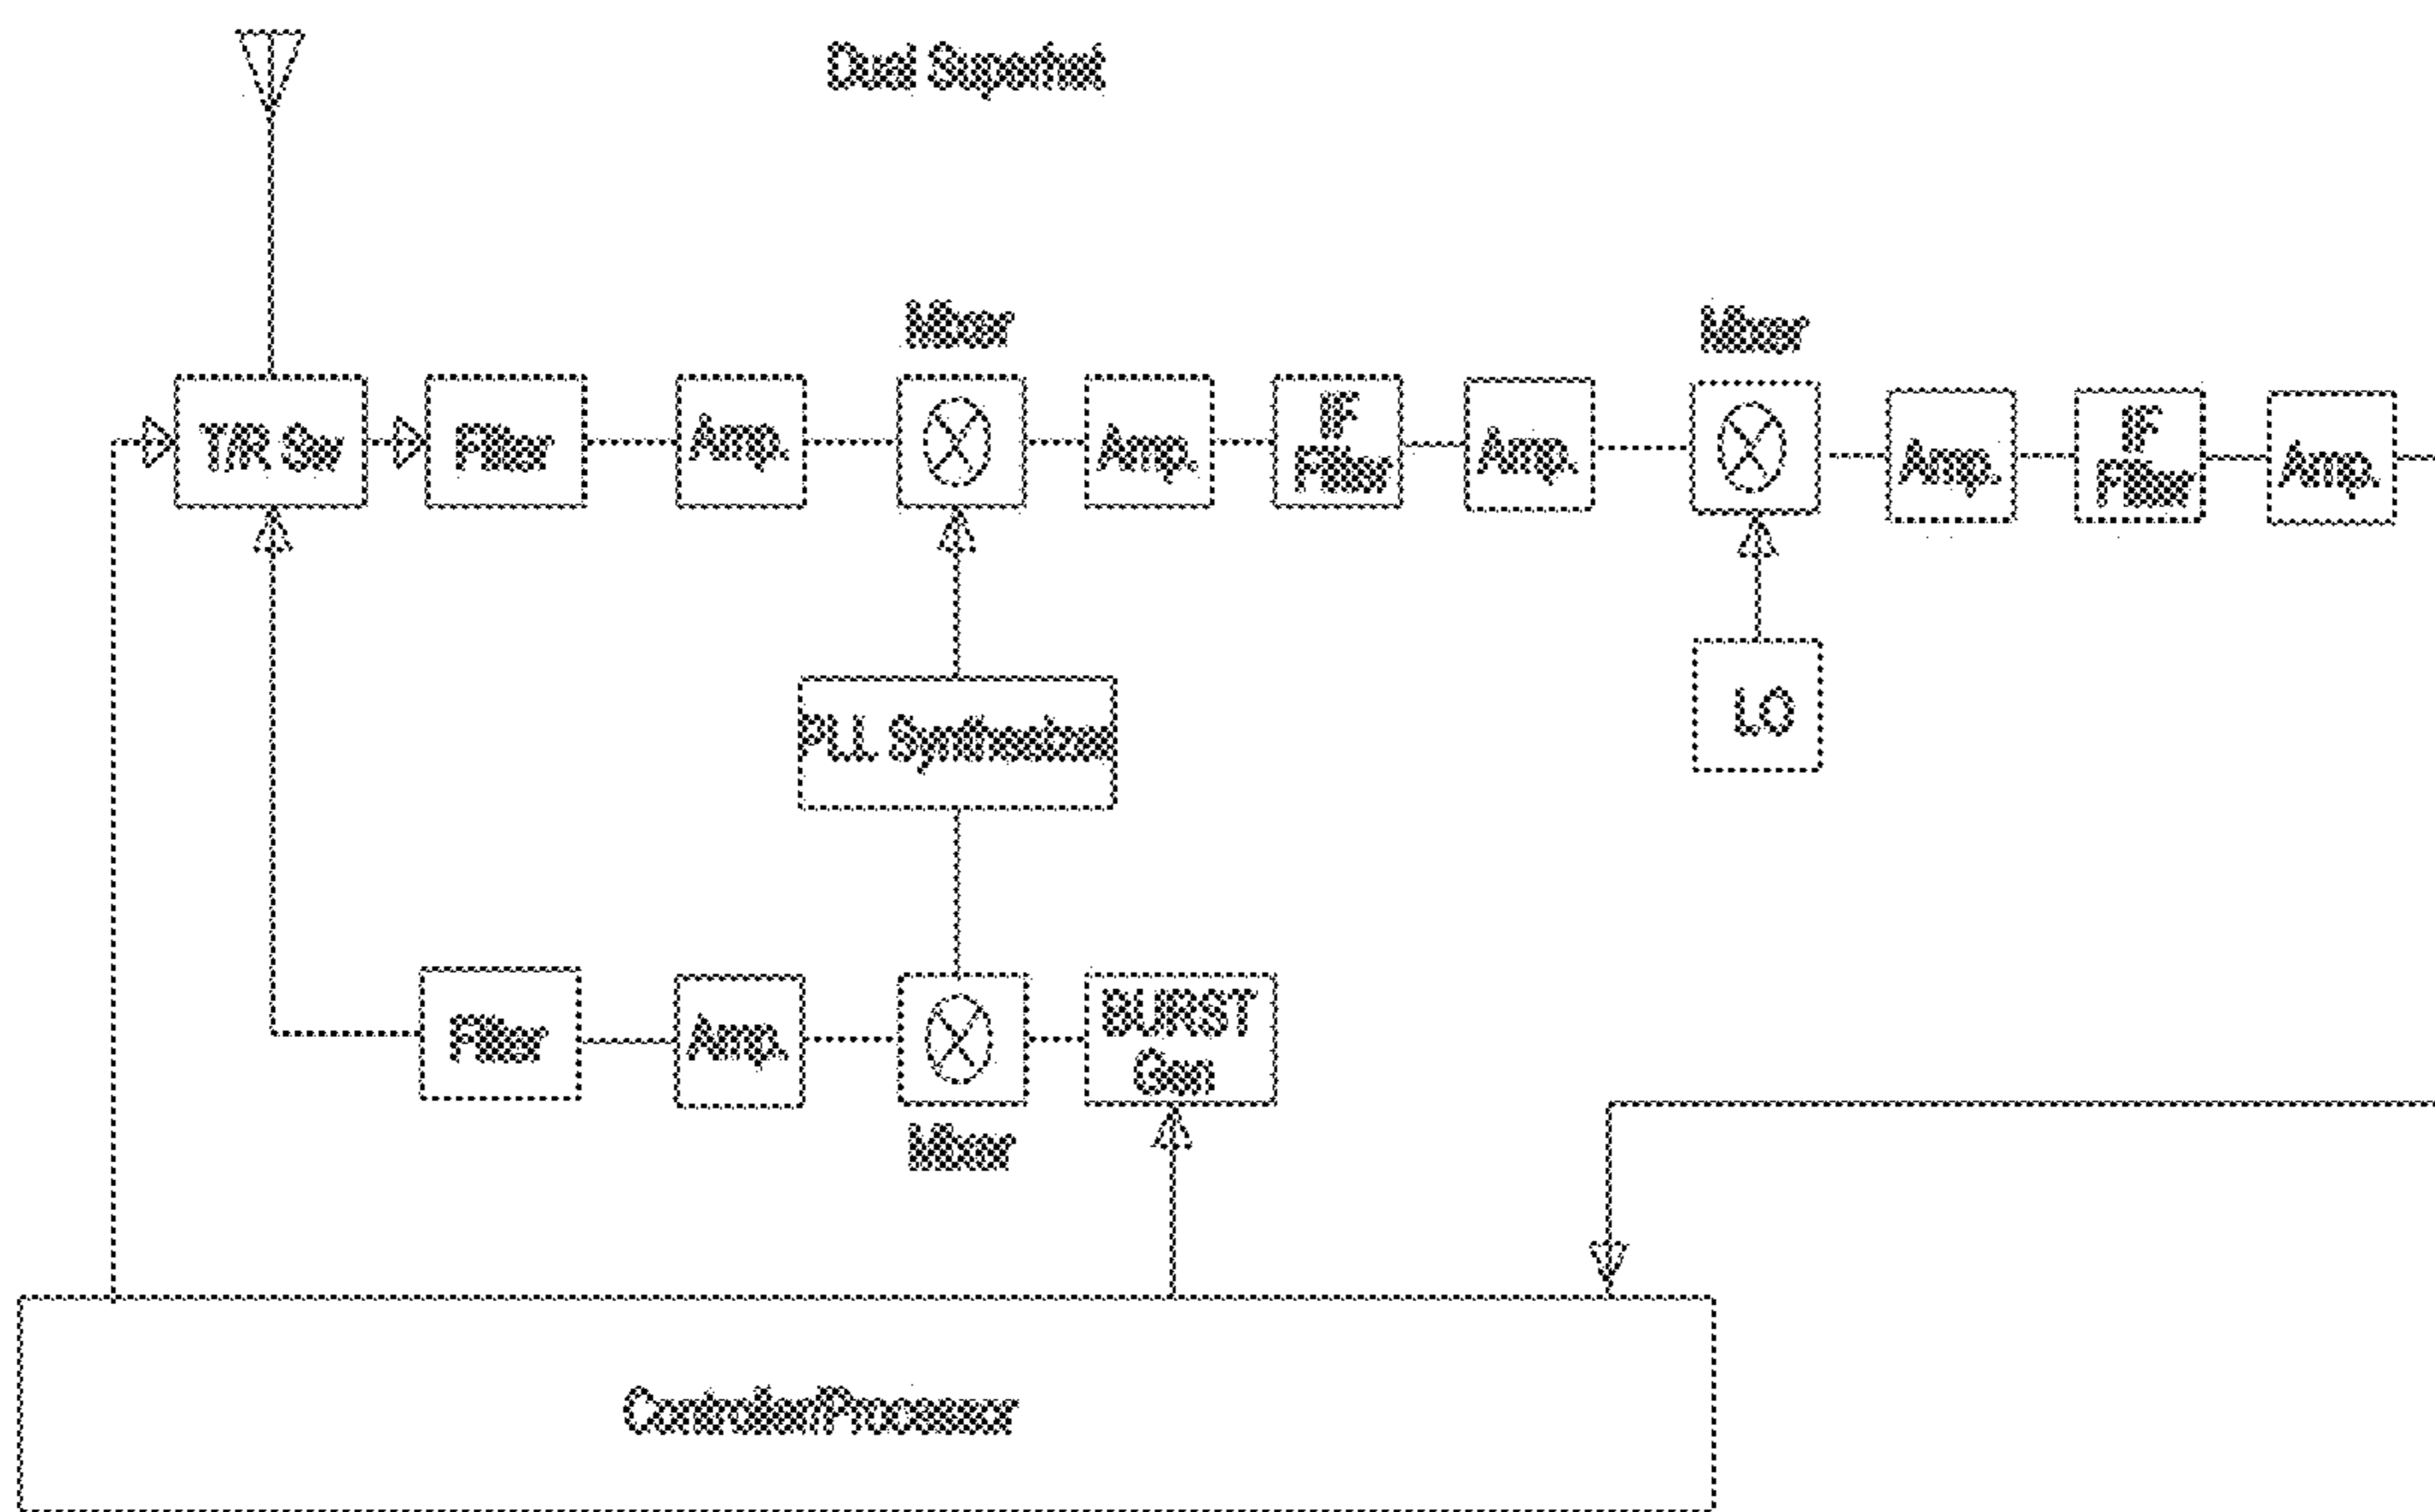 Dual Superhet
Mixer
Mixer
T/R Sw
Filter
Amp.
Amp.
IF
Filter
Amp.
Amp.
IF
Filter
Amp.
PLL Synthesizer
LO
Filter
Amp.
BURST
Gen
Mixer
Controller/Processor